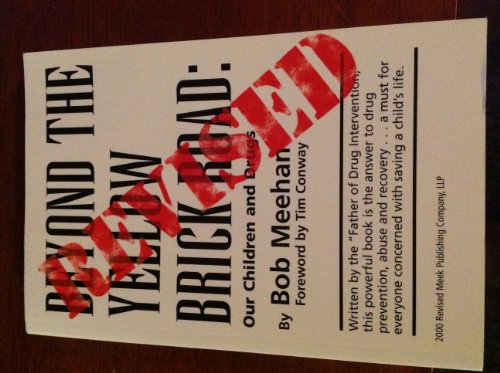 BEYOND THE
YELLOW
BRICK ROAD:
REVISED
Our Children and Drugs
By Bob Meehan
Foreword by Tim Conway
Written by the "Father of Drug Intervention,
this powerful book is the answer to drug
prevention, abuse and recovery . . . a must for
everyone concerned with saving a child's life.
2000 Revised Meek Publishing Company, LLP